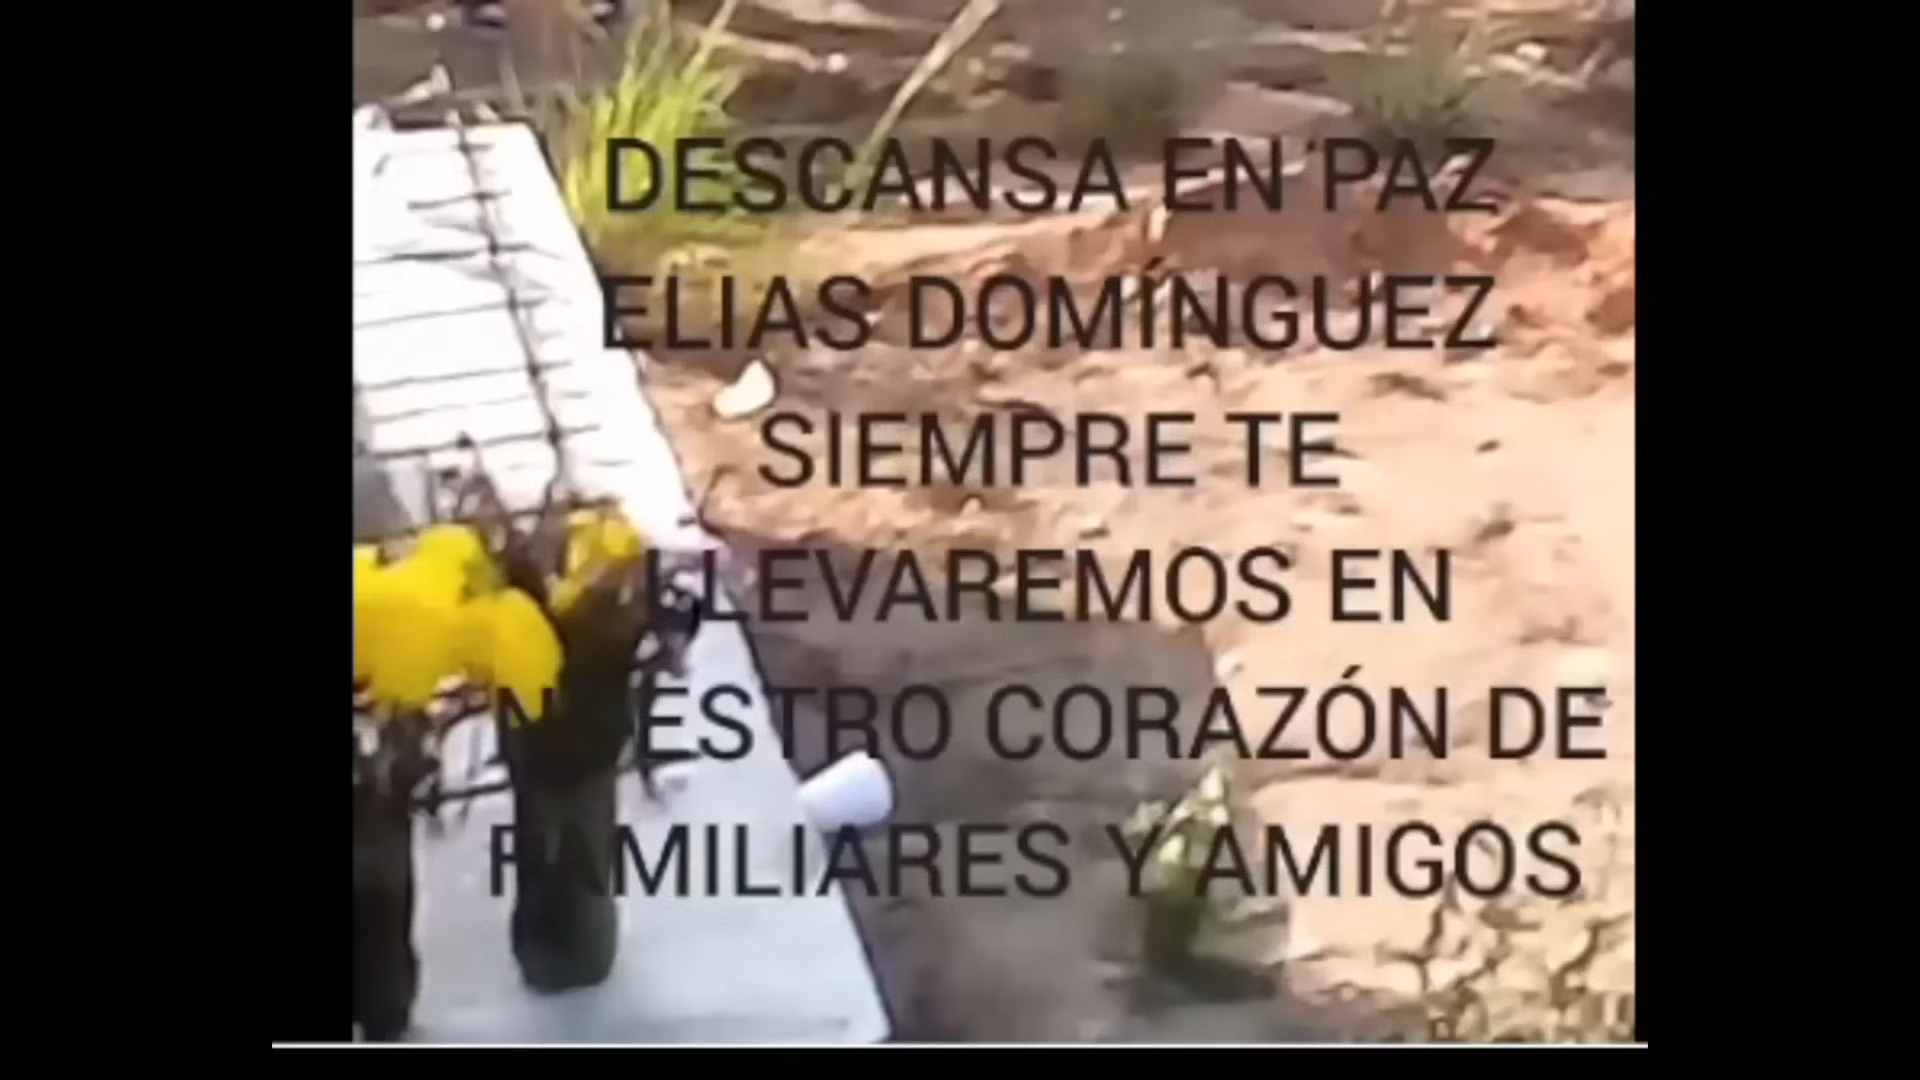 DESCANSA EN PAZ
ELIAS DOMÍNGUEZ
SIEMPRE TE
LLEVAREMOS EN
NUESTRO CORAZÓN DE
FAMILIARES Y AMIGOS